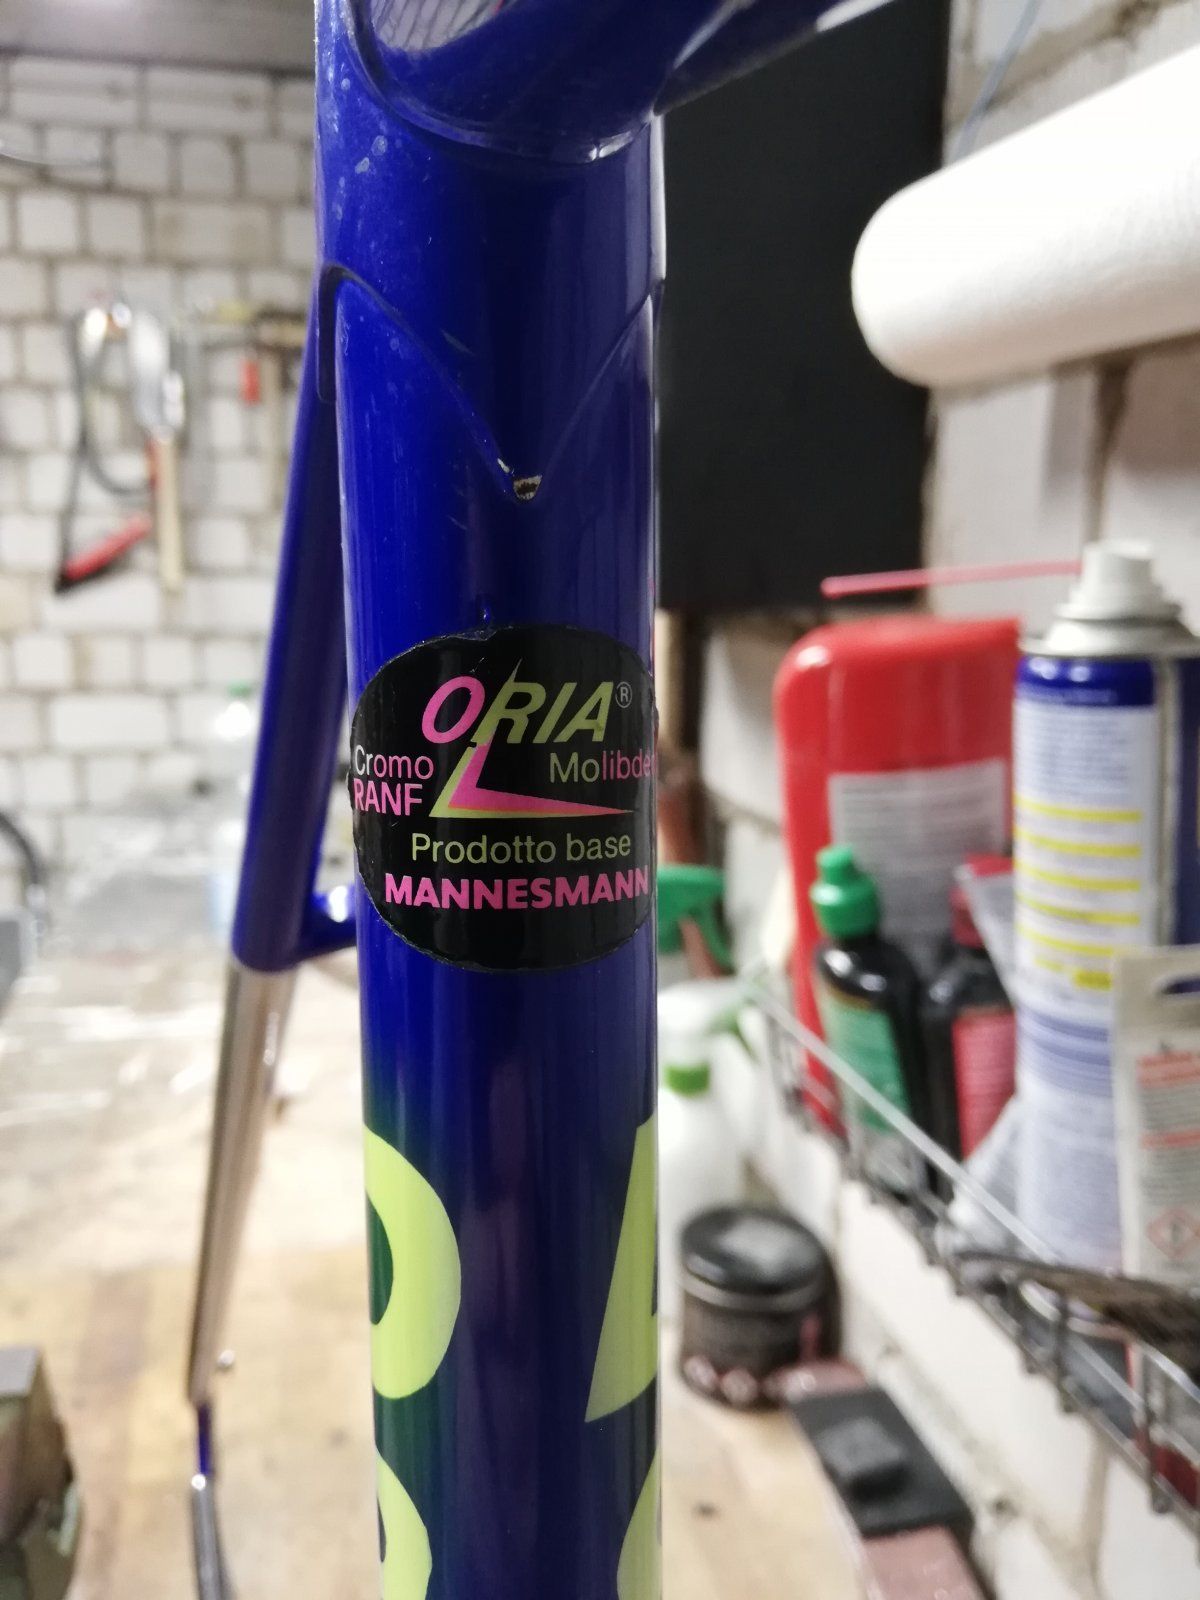 ORIA®
Cromo
RANF
Prodotto base
MANNESMANN